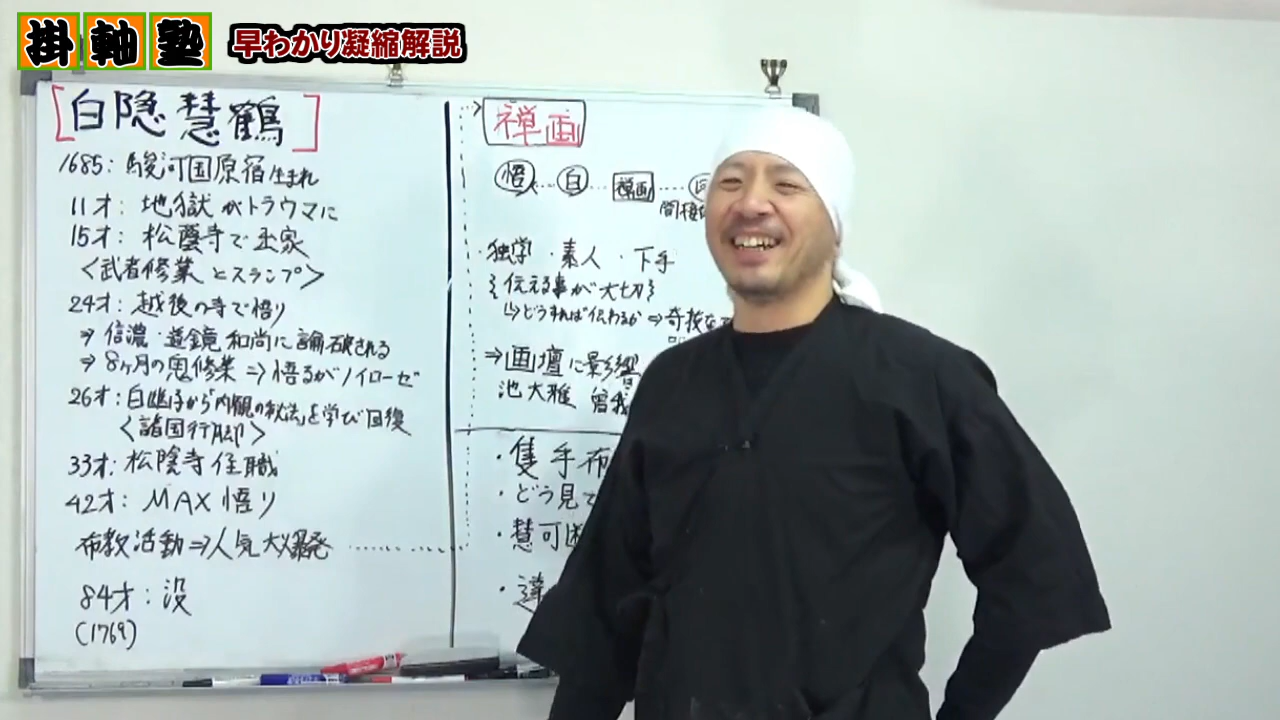 掛軸塾
早わかり凝縮解説
[白隠慧鶴]
1685: 駿河国原宿生まれ
11才: 地獄がトラウマに
15才: 松蔭寺で出家
<武者修業とスランプ>
24才: 越後の寺で悟り
⇒ 信濃・道鏡和尚に論破される
⇒ 8ヶ月の鬼修業 ⇒ 悟るがノイローゼ
26才: 白幽子から「内観の秘法」を学び回復
<諸国行脚>
33才: 松陰寺住職
42才: MAX悟り
布教活動⇒人気大爆発
84才: 没
(1769)
禅画
悟 白 禅画
間接
独学・素人・下手
伝える事が大切
どうすれば伝わるか ⇒ 奇抜な
⇒画壇に影響
池大雅 曾我
・隻手布
・どう見て
・慧可断
・達